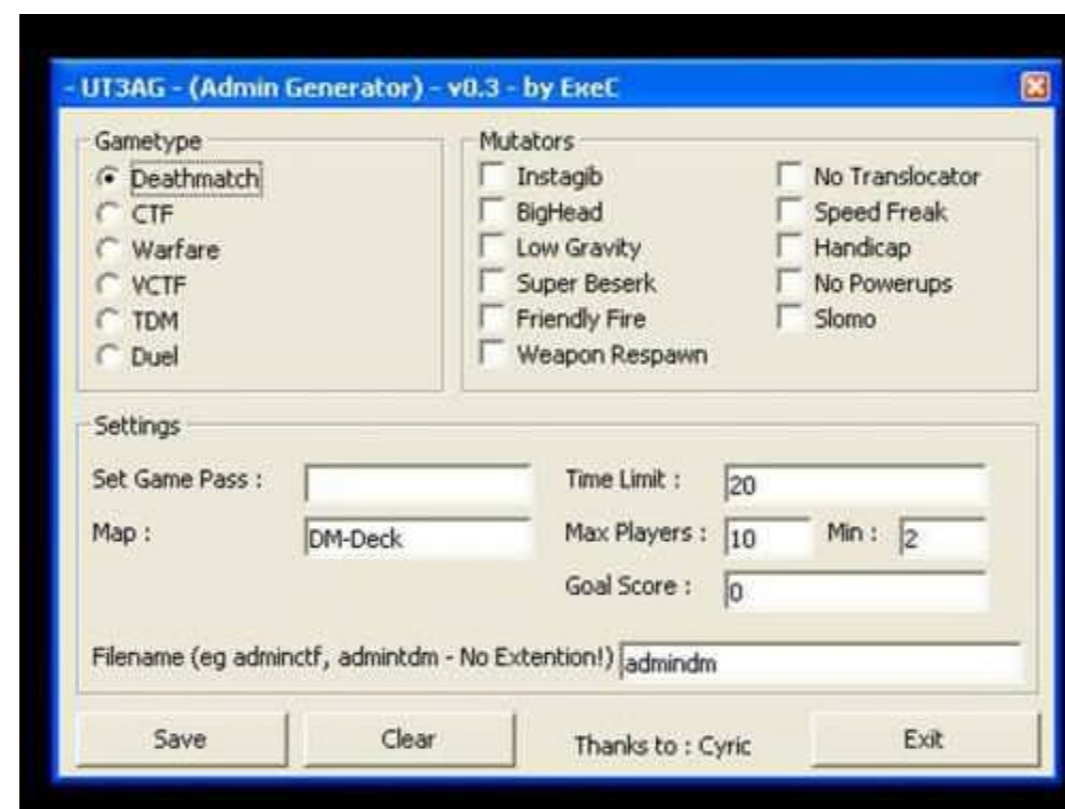 - UT3AG - (Admin Generator) - v0.3 - by ExeC
Gametype
Deathmatch
CTF
Warfare
VCTF
TDM
Duel
Mutators
Instagib
BigHead
Low Gravity
Super Beserk
Friendly Fire
Weapon Respawn
No Translocator
Speed Freak
Handicap
No Powerups
Slomo
Settings
Set Game Pass :
Map : DM-Deck
Time Limit : 20
Max Players : 10 Min : 2
Goal Score : 0
Filename (eg adminctf, admintdm - No Extention!) admindm
Save Clear Thanks to : Cyric Exit